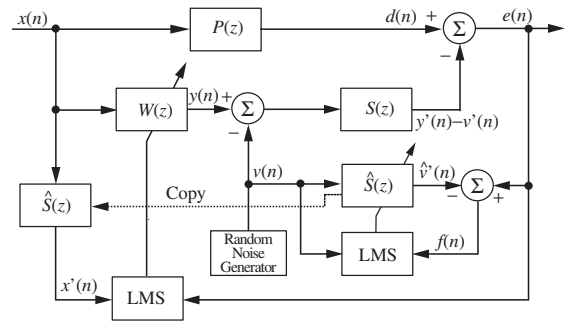 x(n)
P(z)
d(n)
+
Σ
e(n)
−
W(z)
y(n)
+
Σ
−
S(z)
y'(n)−v'(n)
v(n)
Ŝ(z)
v̂'(n)
−
Σ
+
Ŝ(z)
Copy
Random
Noise
Generator
LMS
f(n)
x'(n)
LMS